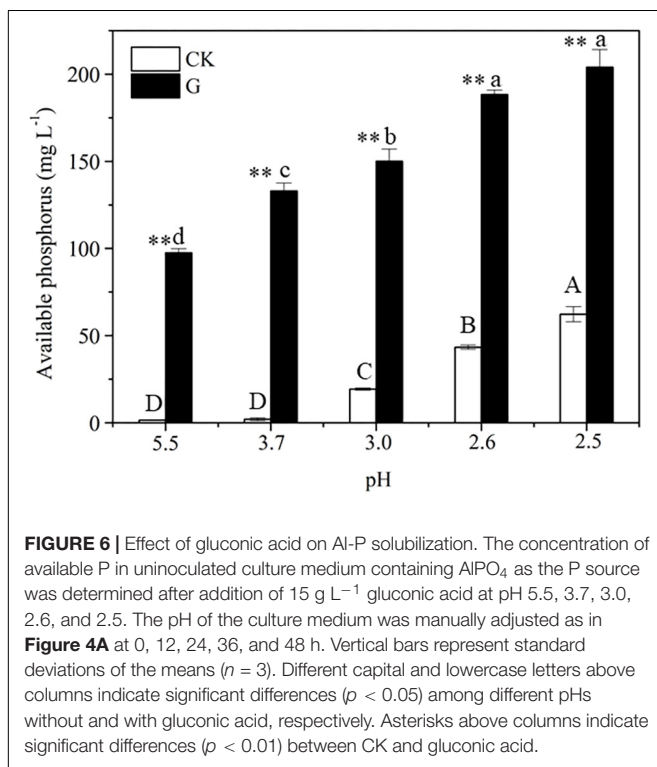 CK
G
Available phosphorus (mg L⁻¹)
200
150
100
50
0
**d
**c
**b
**a
**a
D
D
C
B
A
5.5 3.7 3.0 2.6 2.5
pH
FIGURE 6 | Effect of gluconic acid on Al-P solubilization. The concentration of
available P in uninoculated culture medium containing AlPO₄ as the P source
was determined after addition of 15 g L⁻¹ gluconic acid at pH 5.5, 3.7, 3.0,
2.6, and 2.5. The pH of the culture medium was manually adjusted as in
Figure 4A at 0, 12, 24, 36, and 48 h. Vertical bars represent standard
deviations of the means (n = 3). Different capital and lowercase letters above
columns indicate significant differences (p < 0.05) among different pHs
without and with gluconic acid, respectively. Asterisks above columns indicate
significant differences (p < 0.01) between CK and gluconic acid.